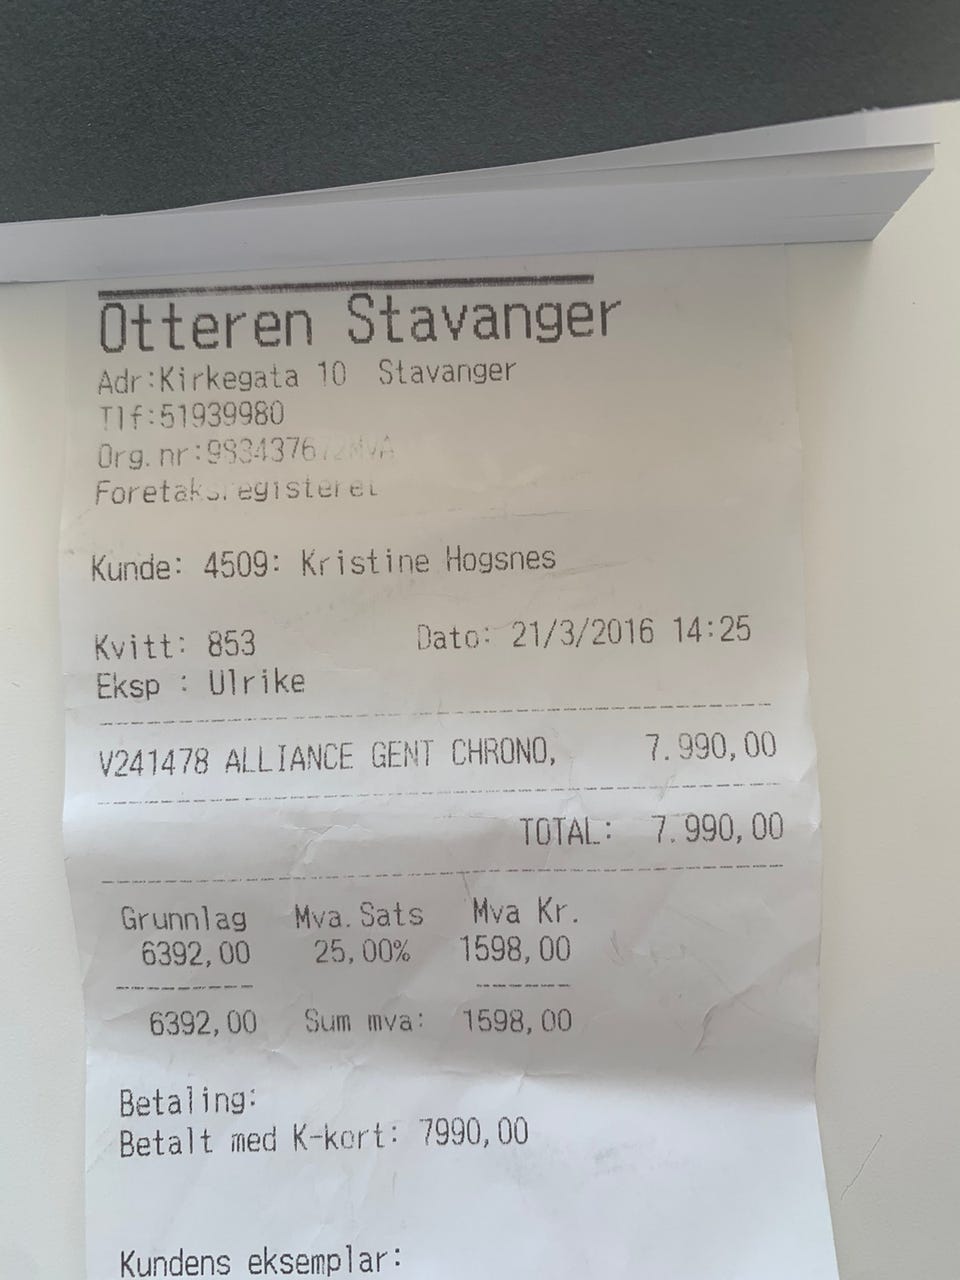 Otteren Stavanger
Adr:Kirkegata 10 Stavanger
Tlf:51939980
Org.nr:983437672MVA
Foretaksregisteret
Kunde: 4509: Kristine Hogsnes
Kvitt: 853 Dato: 21/3/2016 14:25
Eksp : Ulrike
V241478 ALLIANCE GENT CHRONO, 7.990,00
TOTAL: 7.990,00
Grunnlag Mva.Sats Mva Kr.
6392,00 25,00% 1598,00
6392,00 Sum mva: 1598,00
Betaling:
Betalt med K-kort: 7990,00
Kundens eksemplar: